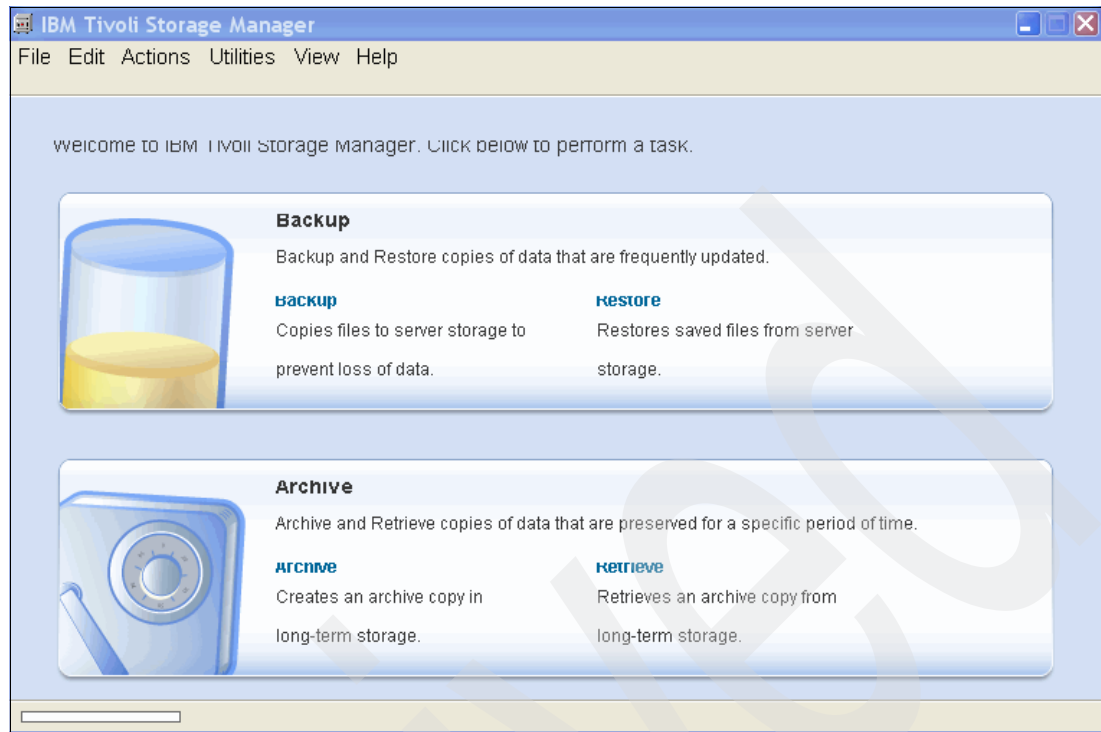 IBM Tivoli Storage Manager
File Edit Actions Utilities View Help
Welcome to IBM Tivoli Storage Manager. Click below to perform a task.
Backup
Backup and Restore copies of data that are frequently updated.
Backup Restore
Copies files to server storage to Restores saved files from server
prevent loss of data. storage.
Archive
Archive and Retrieve copies of data that are preserved for a specific period of time.
Archive Retrieve
Creates an archive copy in Retrieves an archive copy from
long-term storage. long-term storage.